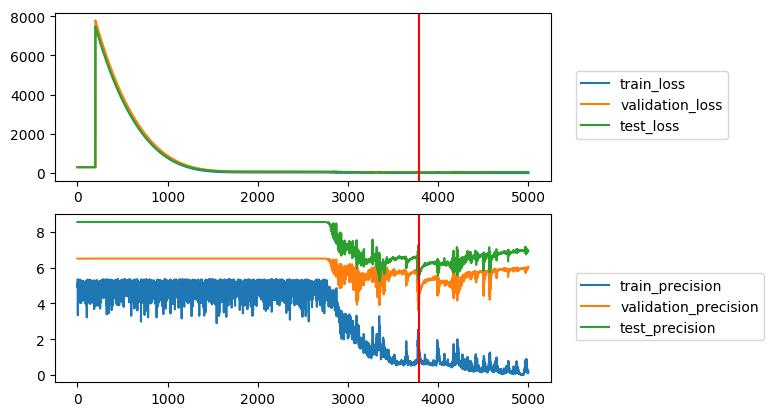 8000
6000
4000
2000
0
0 1000 2000 3000 4000 5000
train_loss
validation_loss
test_loss
8
6
4
2
0
0 1000 2000 3000 4000 5000
train_precision
validation_precision
test_precision